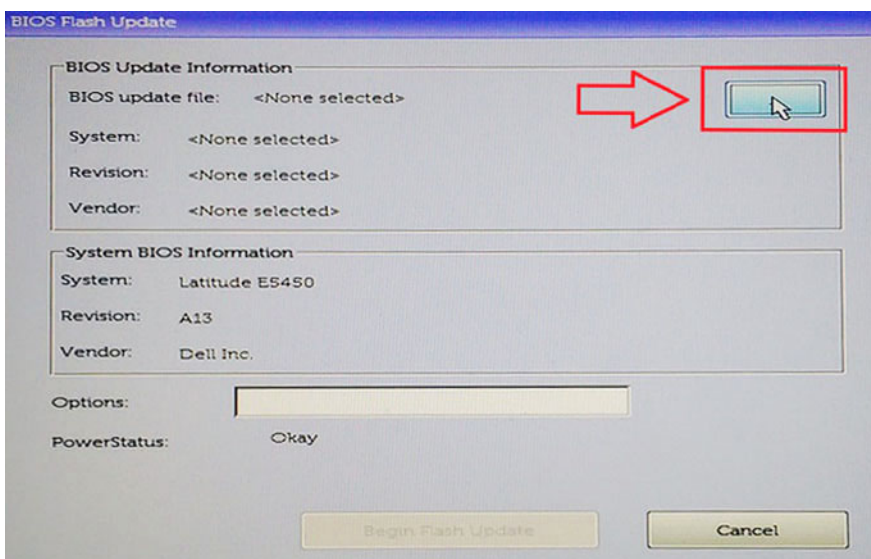 BIOS Flash Update
BIOS Update Information
BIOS update file: <None selected>
System: <None selected>
Revision: <None selected>
Vendor: <None selected>
System BIOS Information
System: Latitude E5450
Revision: A13
Vendor: Dell Inc.
Options:
PowerStatus: Okay
Begin Flash Update
Cancel